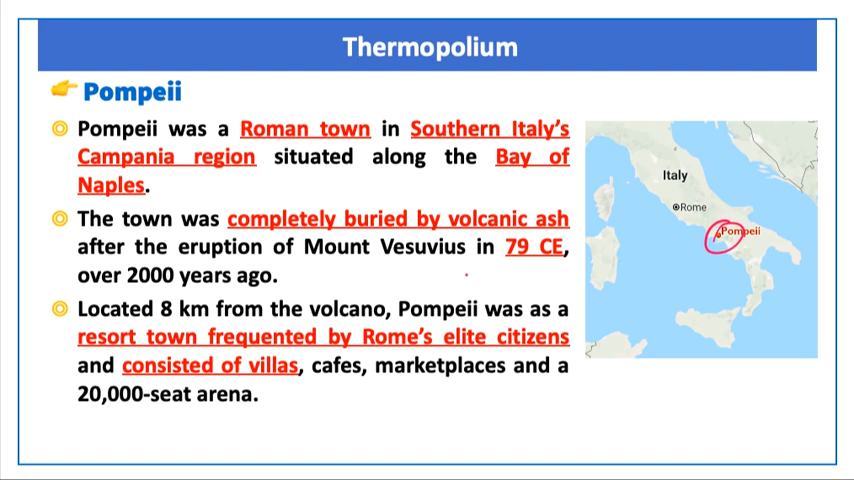 Thermopolium
Pompeii
Pompeii was a Roman town in Southern Italy's
Campania region situated along the Bay of
Naples.
The town was completely buried by volcanic ash
after the eruption of Mount Vesuvius in 79 CE,
over 2000 years ago.
Located 8 km from the volcano, Pompeii was as a
resort town frequented by Rome's elite citizens
and consisted of villas, cafes, marketplaces and a
20,000-seat arena.
Italy
Rome
Pompeii